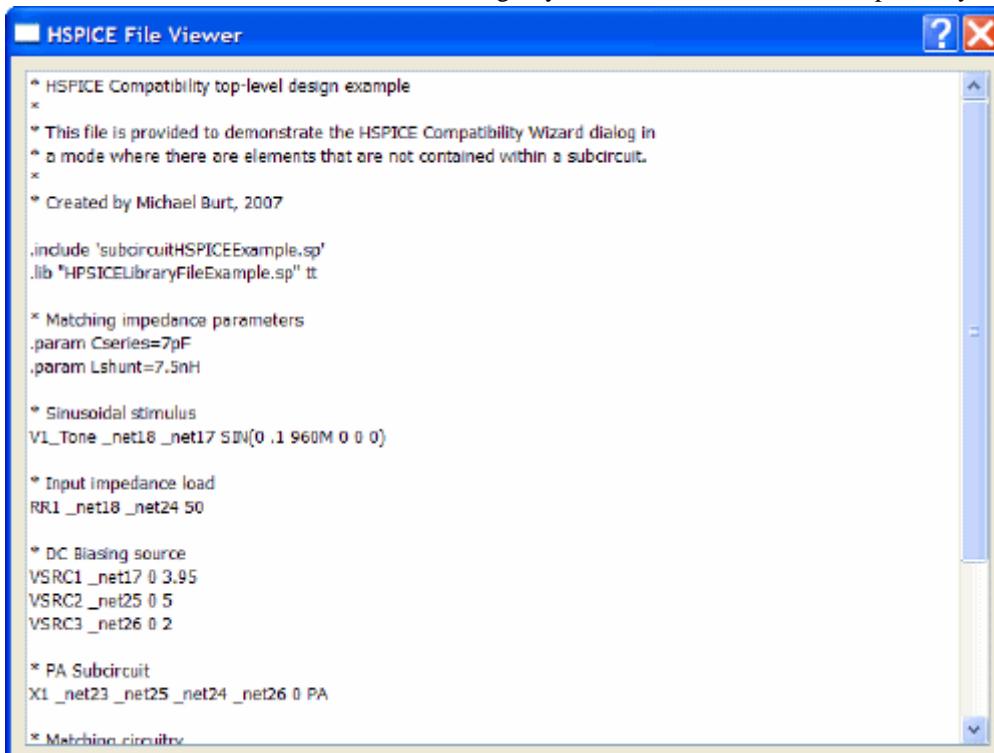 HSPICE File Viewer
* HSPICE Compatibility top-level design example
*
* This file is provided to demonstrate the HSPICE Compatibility Wizard dialog in
* a mode where there are elements that are not contained within a subcircuit.
*
* Created by Michael Burt, 2007
.include 'subcircuitHSPICEExample.sp'
.lib "HPSICELibraryFileExample.sp" tt
* Matching impedance parameters
.param Cseries=7pF
.param Lshunt=7.5nH
* Sinusoidal stimulus
V1_Tone _net18 _net17 SIN(0 .1 960M 0 0 0)
* Input impedance load
RR1 _net18 _net24 50
* DC Biasing source
VSRC1 _net17 0 3.95
VSRC2 _net25 0 5
VSRC3 _net26 0 2
* PA Subcircuit
X1 _net23 _net25 _net24 _net26 0 PA
* Matching circuitry